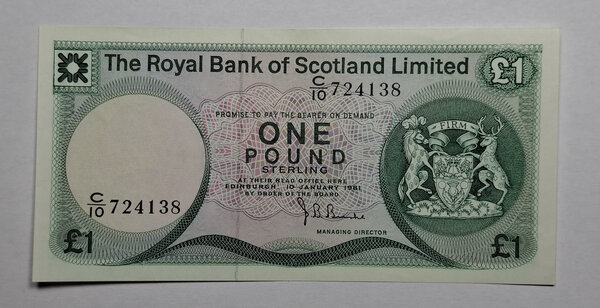 The Royal Bank of Scotland Limited
£1
C/10 724138
PROMISE TO PAY THE BEARER ON DEMAND
ONE
POUND
STERLING
AT THEIR HEAD OFFICE HERE
EDINBURGH, 10 JANUARY 1981
BY ORDER OF THE BOARD
FIRM
C/10 724138
MANAGING DIRECTOR
£1
£1